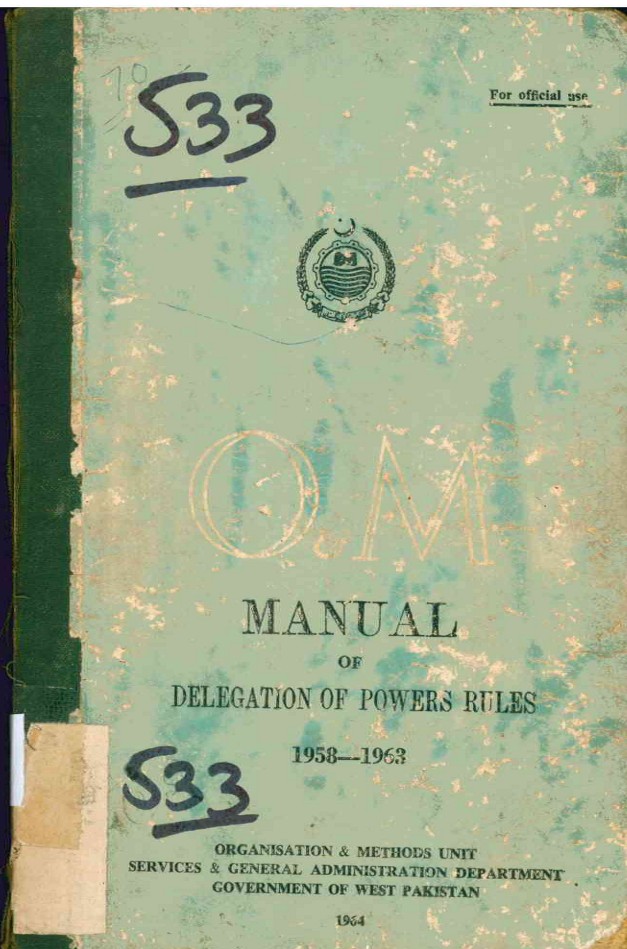 533
For official use
O & M
MANUAL
OF
DELEGATION OF POWERS RULES
1958—1963
533
ORGANISATION & METHODS UNIT
SERVICES & GENERAL ADMINISTRATION DEPARTMENT
GOVERNMENT OF WEST PAKISTAN
1964